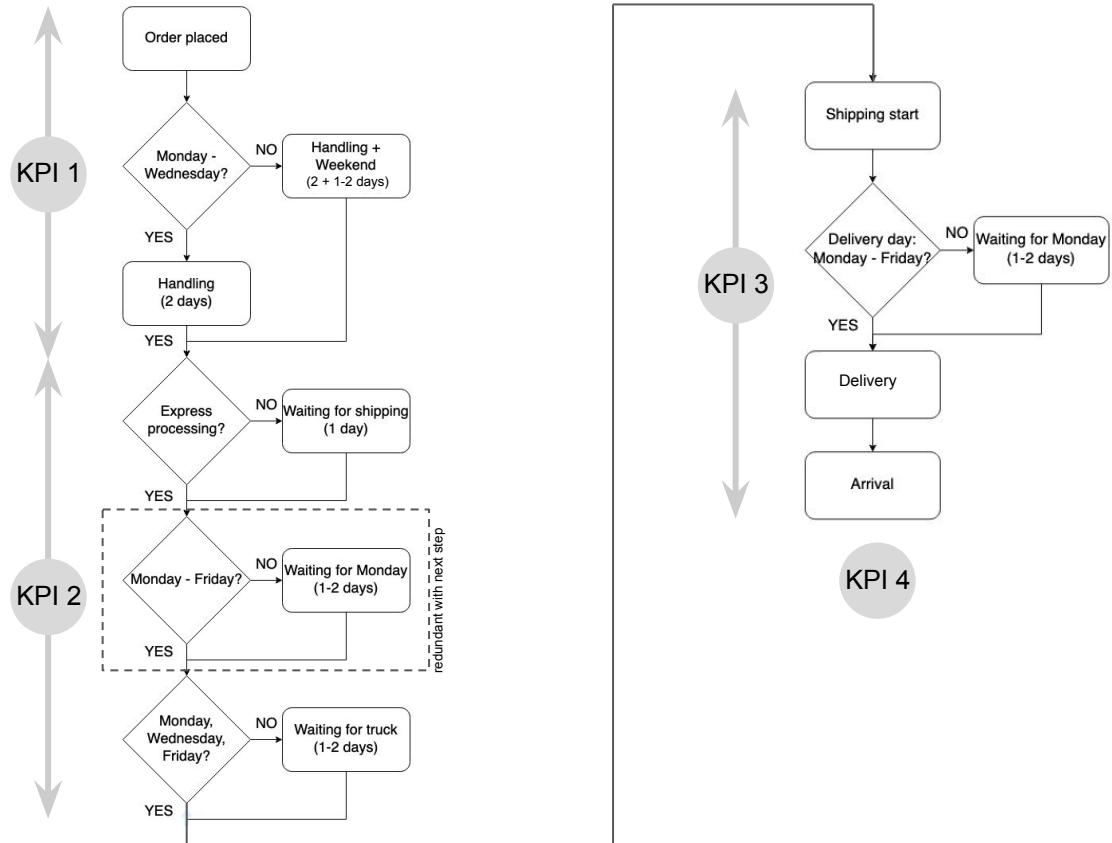 Order placed
KPI 1
Monday -
Wednesday?
NO
Handling +
Weekend
(2 + 1-2 days)
YES
Handling
(2 days)
YES
Express
processing?
NO
Waiting for shipping
(1 day)
YES
KPI 2
Monday - Friday?
NO
Waiting for Monday
(1-2 days)
redundant with next step
YES
Monday,
Wednesday,
Friday?
NO
Waiting for truck
(1-2 days)
YES
Shipping start
KPI 3
Delivery day:
Monday - Friday?
NO
Waiting for Monday
(1-2 days)
YES
Delivery
Arrival
KPI 4